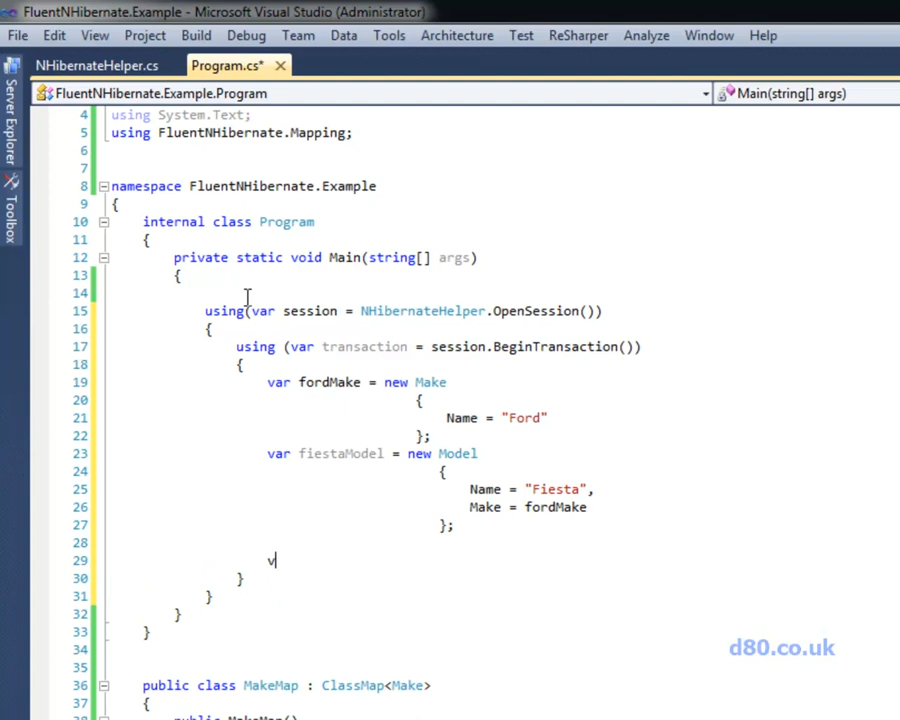 FluentNHibernate.Example - Microsoft Visual Studio (Administrator)
File Edit View Project Build Debug Team Data Tools Architecture Test ReSharper Analyze Window Help
NHibernateHelper.cs Program.cs*
FluentNHibernate.Example.Program Main(string[] args)
Server Explorer
Toolbox
4 using System.Text;
5 using FluentNHibernate.Mapping;
6
7
8 namespace FluentNHibernate.Example
9 {
10 internal class Program
11 {
12 private static void Main(string[] args)
13 {
14
15 using(var session = NHibernateHelper.OpenSession())
16 {
17 using (var transaction = session.BeginTransaction())
18 {
19 var fordMake = new Make
20 {
21 Name = "Ford"
22 };
23 var fiestaModel = new Model
24 {
25 Name = "Fiesta",
26 Make = fordMake
27 };
28
29 v
30 }
31 }
32 }
33 }
34
35
36 public class MakeMap : ClassMap<Make>
37 {
38 public MakeMap()
d80.co.uk